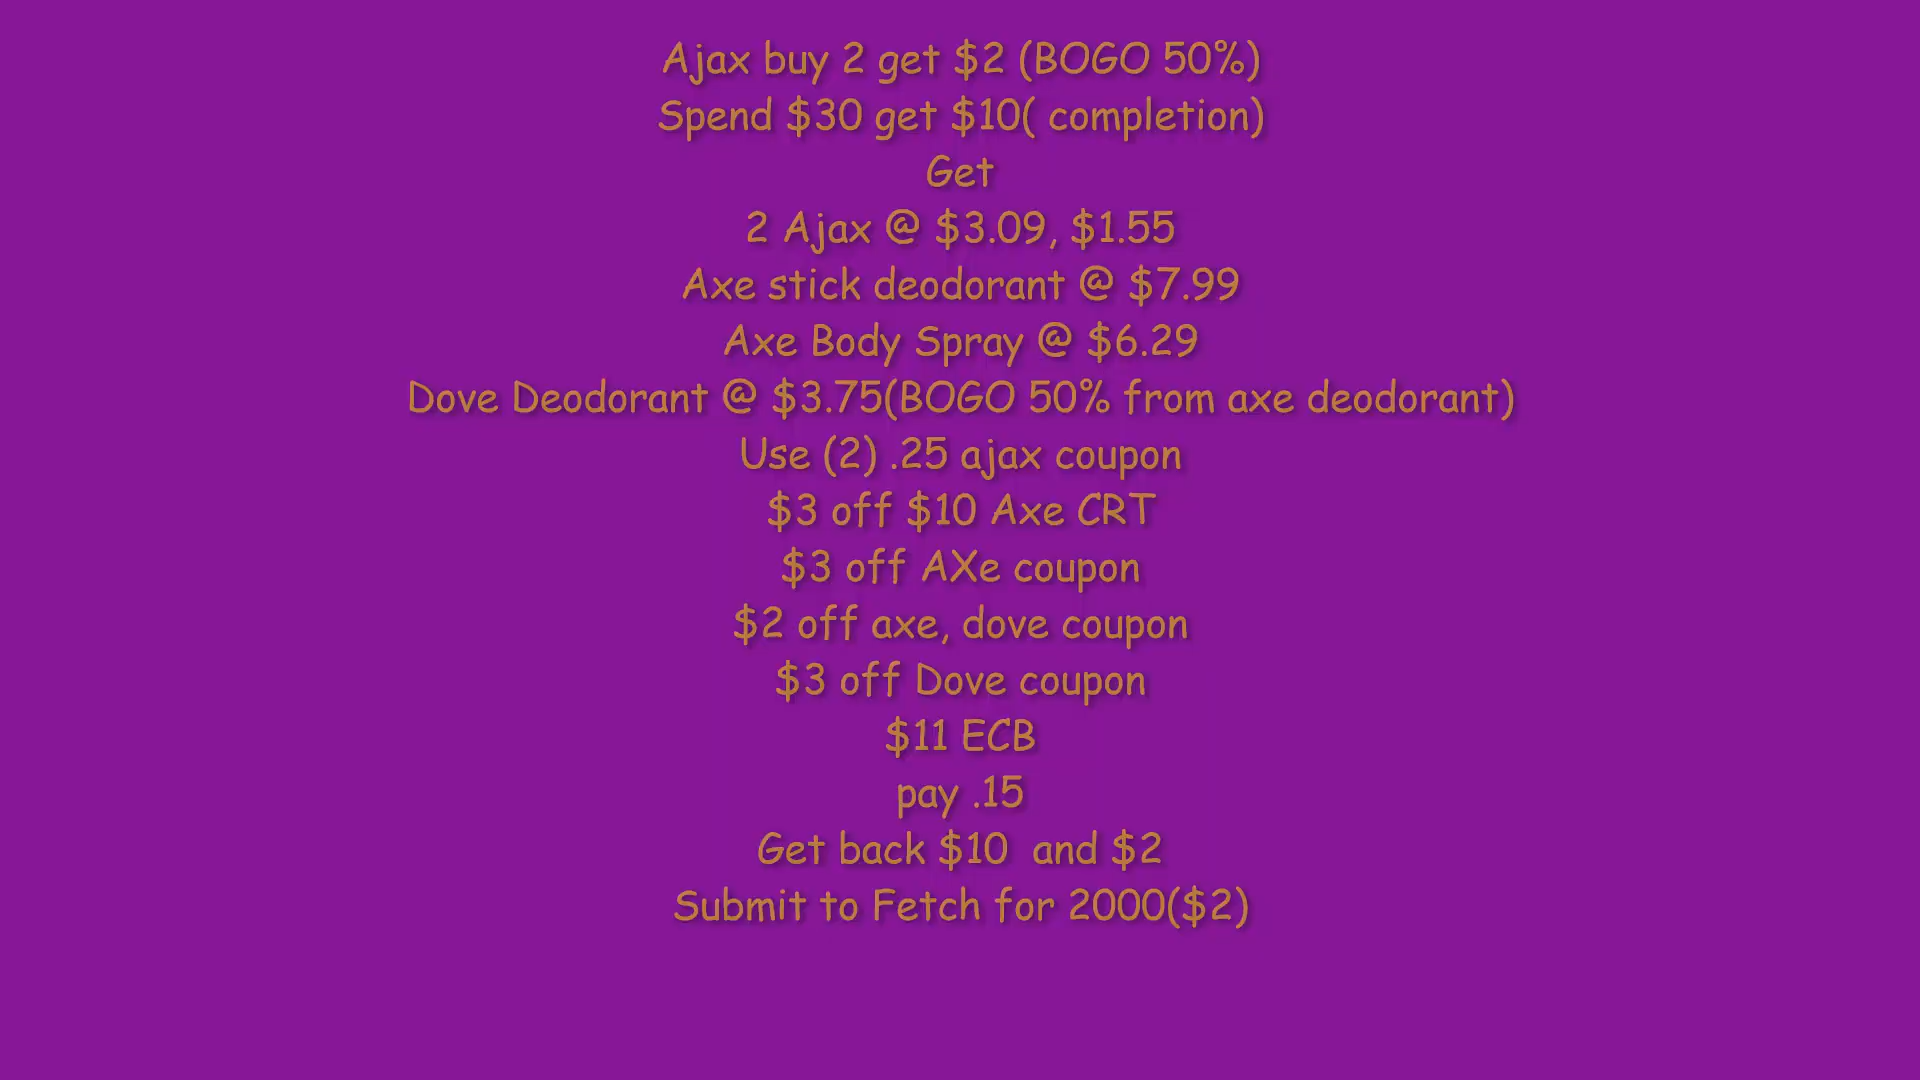 Ajax buy 2 get $2 (BOGO 50%)
Spend $30 get $10( completion)
Get
2 Ajax @ $3.09, $1.55
Axe stick deodorant @ $7.99
Axe Body Spray @ $6.29
Dove Deodorant @ $3.75(BOGO 50% from axe deodorant)
Use (2) .25 ajax coupon
$3 off $10 Axe CRT
$3 off AXe coupon
$2 off axe, dove coupon
$3 off Dove coupon
$11 ECB
pay .15
Get back $10  and $2
Submit to Fetch for 2000($2)